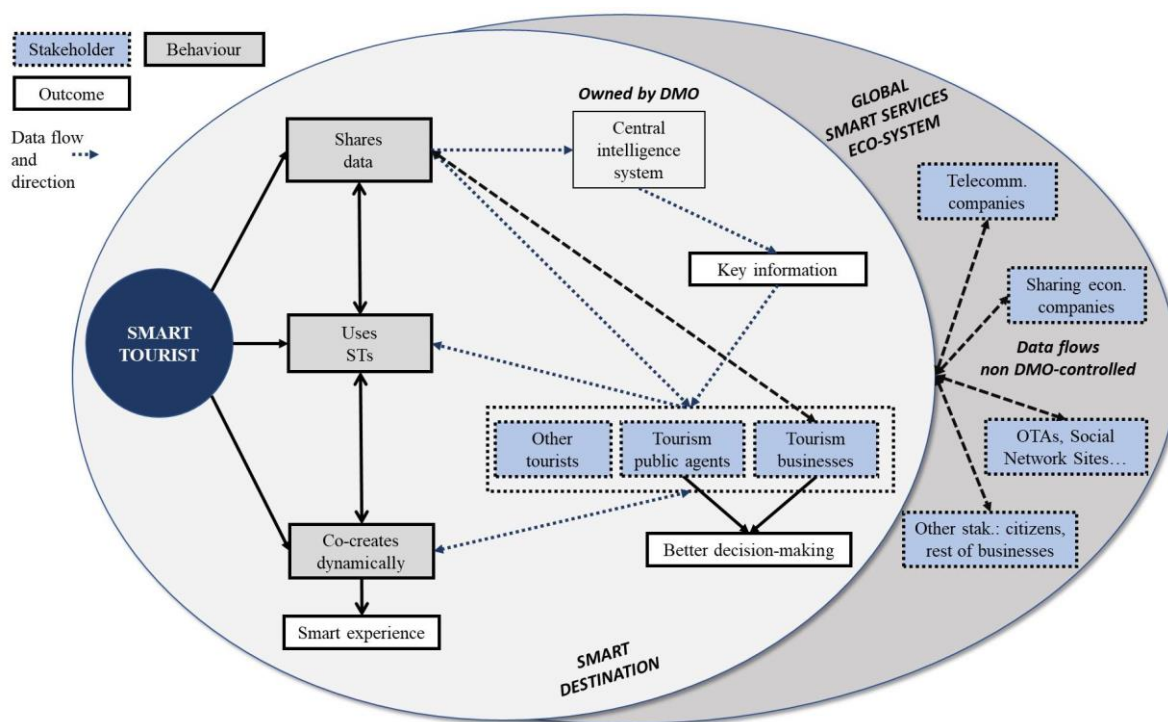 Stakeholder
Behaviour
Outcome
Data flow
and
direction
Owned by DMO
Central
intelligence
system
GLOBAL
SMART SERVICES
ECO-SYSTEM
Shares
data
Telecomm.
companies
Key information
Sharing econ.
companies
SMART
TOURIST
Uses
STs
Data flows
non DMO-controlled
Other
tourists
Tourism
public agents
Tourism
businesses
OTAs, Social
Network Sites…
Co-creates
dynamically
Better decision-making
Other stak.: citizens,
rest of businesses
Smart experience
SMART
DESTINATION